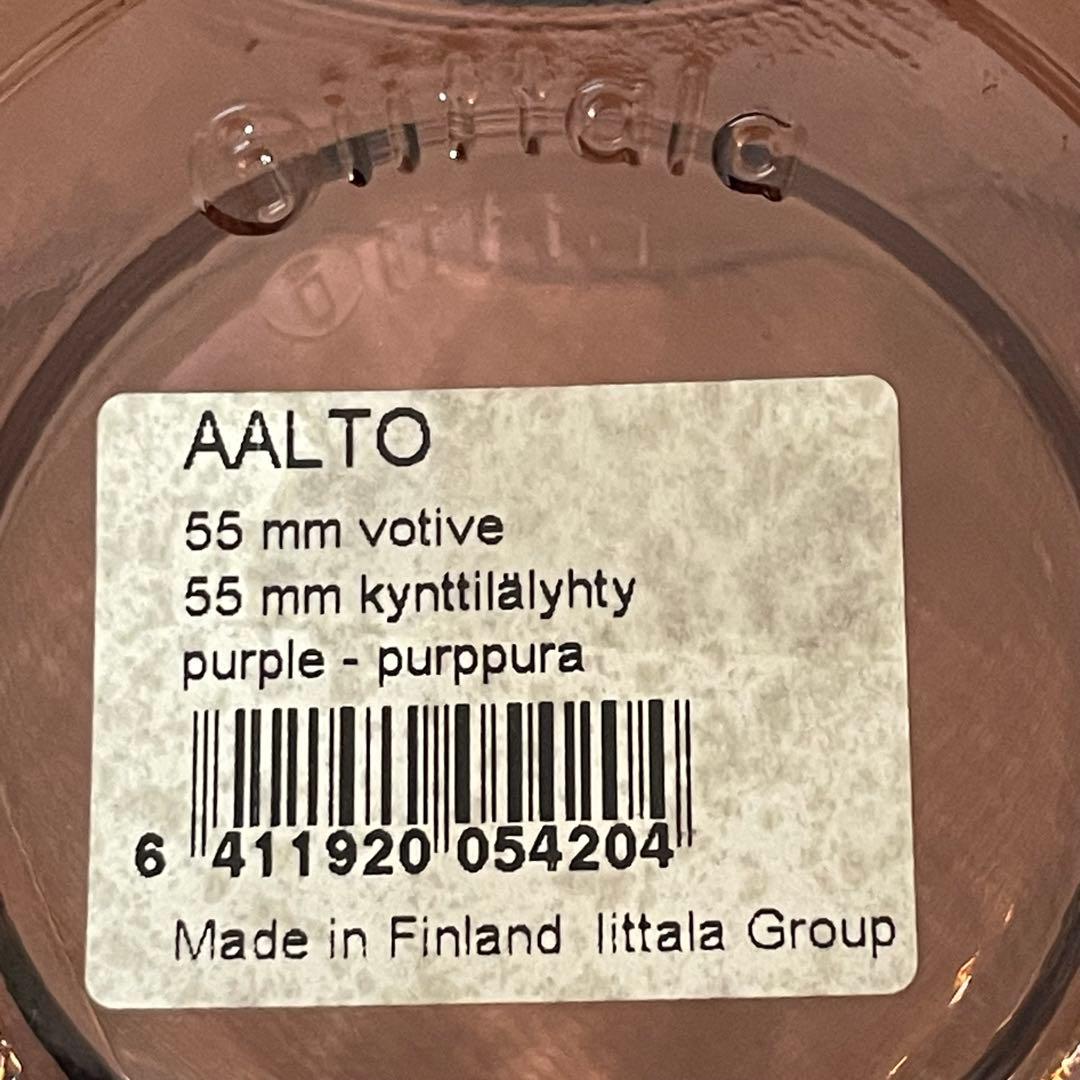 iittala
AALTO
55 mm votive
55 mm kynttilälyhty
purple - purppura
6 411920 054204
Made in Finland Iittala Group